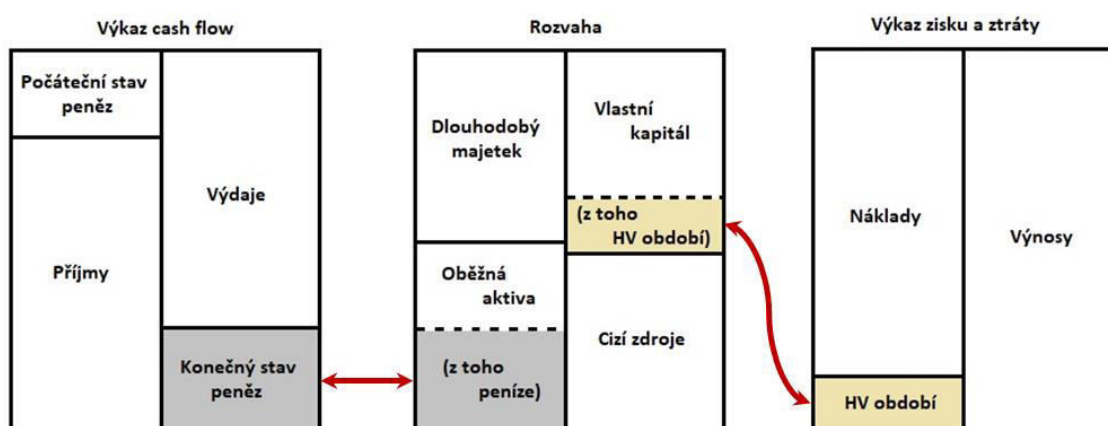 Výkaz cash flow
Počáteční stav
peněz
Příjmy
Výdaje
Konečný stav
peněz
Rozvaha
Dlouhodobý
majetek
Oběžná
aktiva
(z toho
peníze)
Vlastní
kapitál
(z toho
HV období)
Cizí zdroje
Výkaz zisku a ztráty
Náklady
HV období
Výnosy